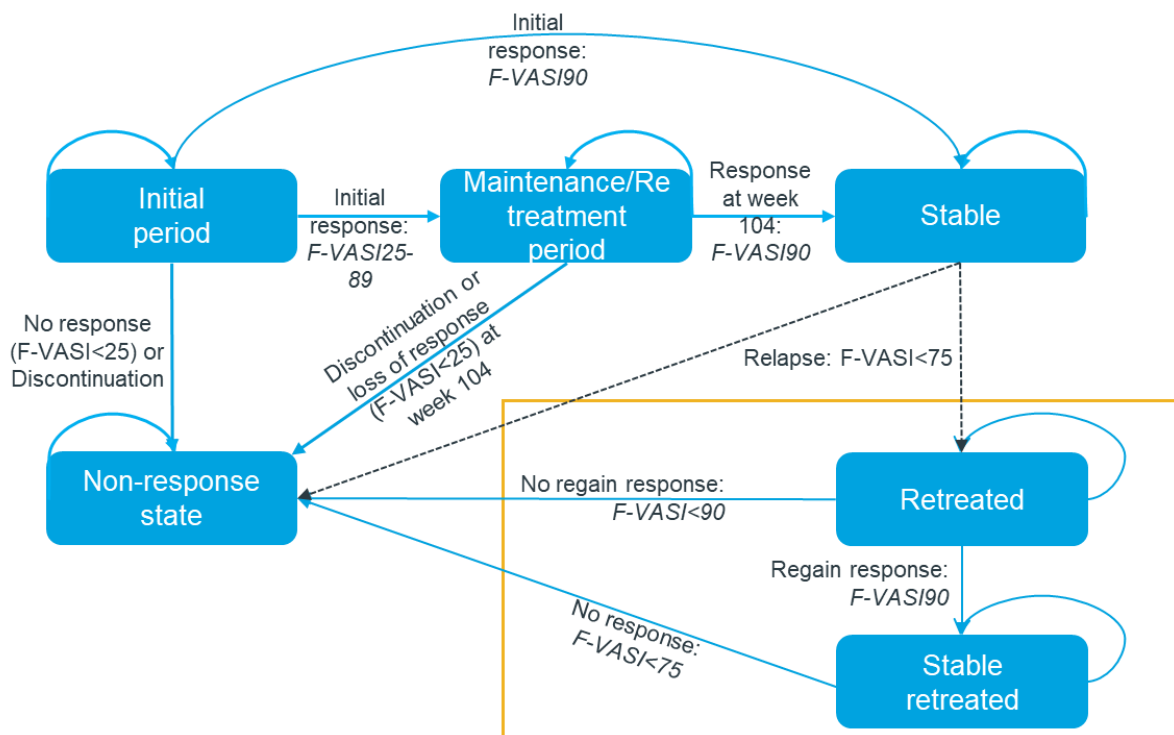 Initial
response:
F-VASI90
Initial
period
Initial
response:
F-VASI25-
89
Maintenance/Re
treatment
period
Response
at week
104:
F-VASI90
Stable
No response
(F-VASI<25) or
Discontinuation
Discontinuation or
loss of response
(F-VASI<25) at
week 104
Relapse: F-VASI<75
Non-response
state
No regain response:
F-VASI<90
Retreated
Regain response:
F-VASI90
No response:
F-VASI<75
Stable
retreated